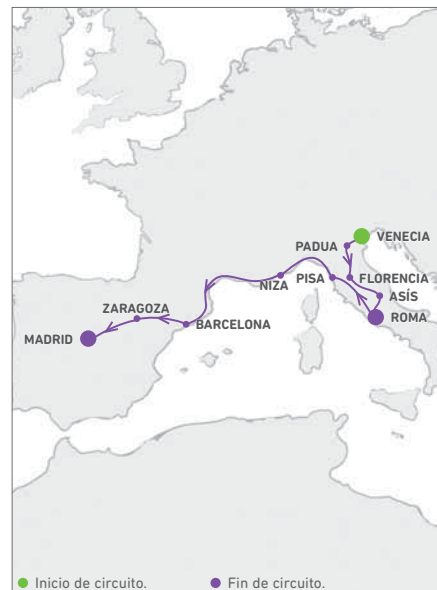 VENECIA
PADUA
FLORENCIA
NIZA
PISA
ASÍS
ZARAGOZA
BARCELONA
ROMA
MADRID
Inicio de circuito.
Fin de circuito.